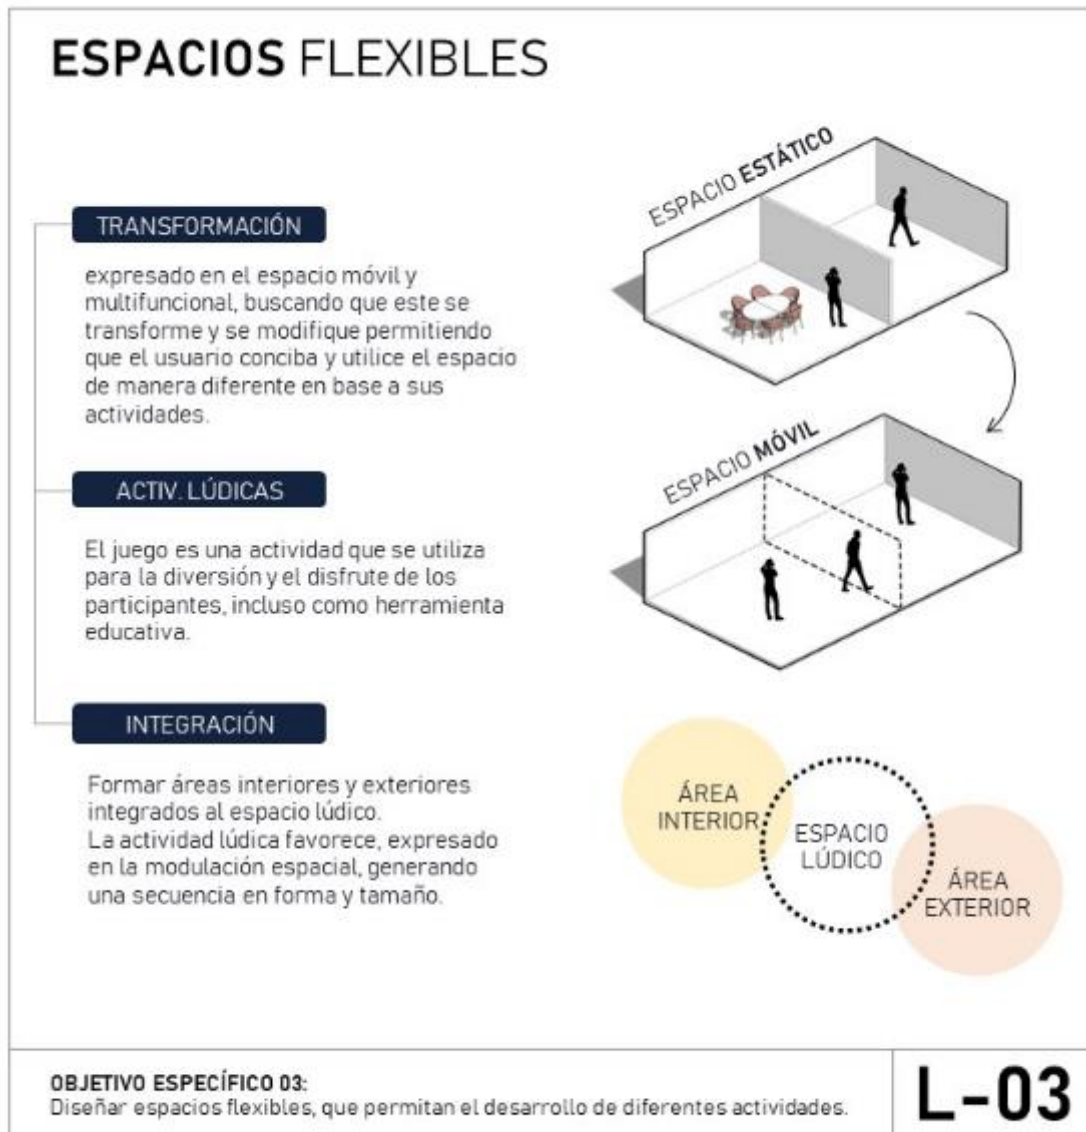 ESPACIOS FLEXIBLES
TRANSFORMACIÓN
expresado en el espacio móvil y
multifuncional, buscando que este se
transforme y se modifique permitiendo
que el usuario conciba y utilice el espacio
de manera diferente en base a sus
actividades.
ACTIV. LÚDICAS
El juego es una actividad que se utiliza
para la diversión y el disfrute de los
participantes, incluso como herramienta
educativa.
INTEGRACIÓN
Formar áreas interiores y exteriores
integrados al espacio lúdico.
La actividad lúdica favorece, expresado
en la modulación espacial, generando
una secuencia en forma y tamaño.
ESPACIO ESTÁTICO
ESPACIO MÓVIL
ÁREA
INTERIOR
ESPACIO
LÚDICO
ÁREA
EXTERIOR
OBJETIVO ESPECÍFICO 03:
Diseñar espacios flexibles, que permitan el desarrollo de diferentes actividades.
L-03